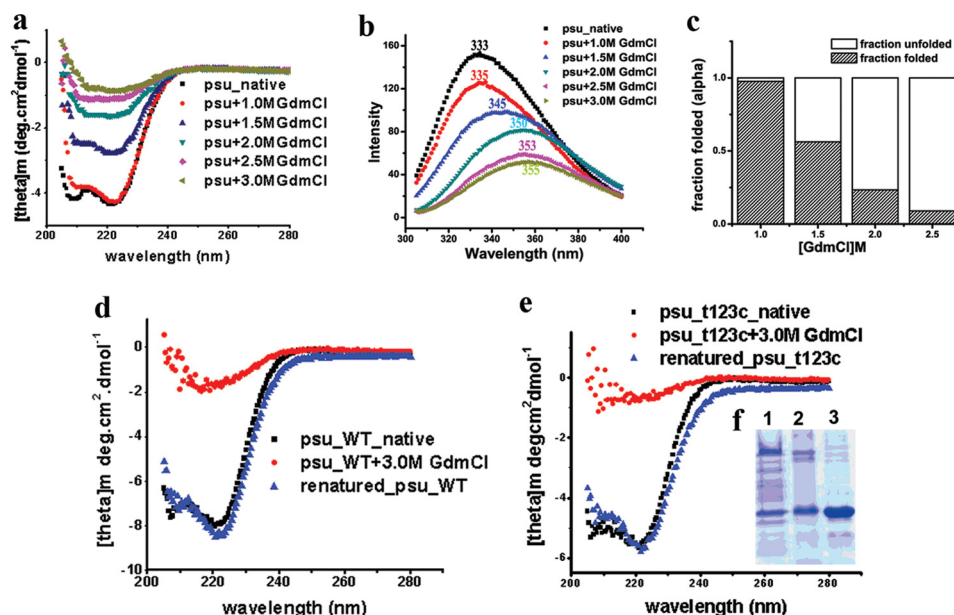 a
[theta]m (deg.cm²dmol⁻¹)
0
-2
-4
200 220 240 260 280
wavelength (nm)
psu_native
psu+1.0MGdmCl
psu+1.5MGdmCl
psu+2.0MGdmCl
psu+2.5MGdmCl
psu+3.0MGdmCl
b
Intensity
160
120
80
40
0
300 320 340 360 380 400
Wavelength (nm)
333
335
345
350
353
355
psu_native
psu+1.0M GdmCl
psu+1.5M GdmCl
psu+2.0M GdmCl
psu+2.5M GdmCl
psu+3.0M GdmCl
c
fraction unfolded
fraction folded
fraction folded (alpha)
1.0
0.5
0.0
1.0 1.5 2.0 2.5
[GdmCl]M
d
[theta]m deg.cm².dmol⁻¹
0
-2
-4
-6
-8
-10
200 220 240 260 280
wavelength (nm)
psu_WT_native
psu_WT+3.0M GdmCl
renatured_psu_WT
e
psu_t123c_native
psu_t123c+3.0M GdmCl
renatured_psu_t123c
[theta]m degcm²dmol⁻¹
0
-2
-4
-6
200 220 240 260 280
wavelength (nm)
f
1 2 3